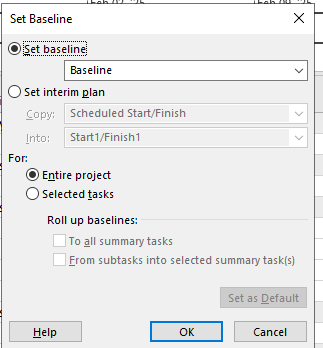 Set Baseline
Set baseline
Baseline
Set interim plan
Copy: Scheduled Start/Finish
Into: Start1/Finish1
For:
Entire project
Selected tasks
Roll up baselines:
To all summary tasks
From subtasks into selected summary task(s)
Set as Default
Help OK Cancel